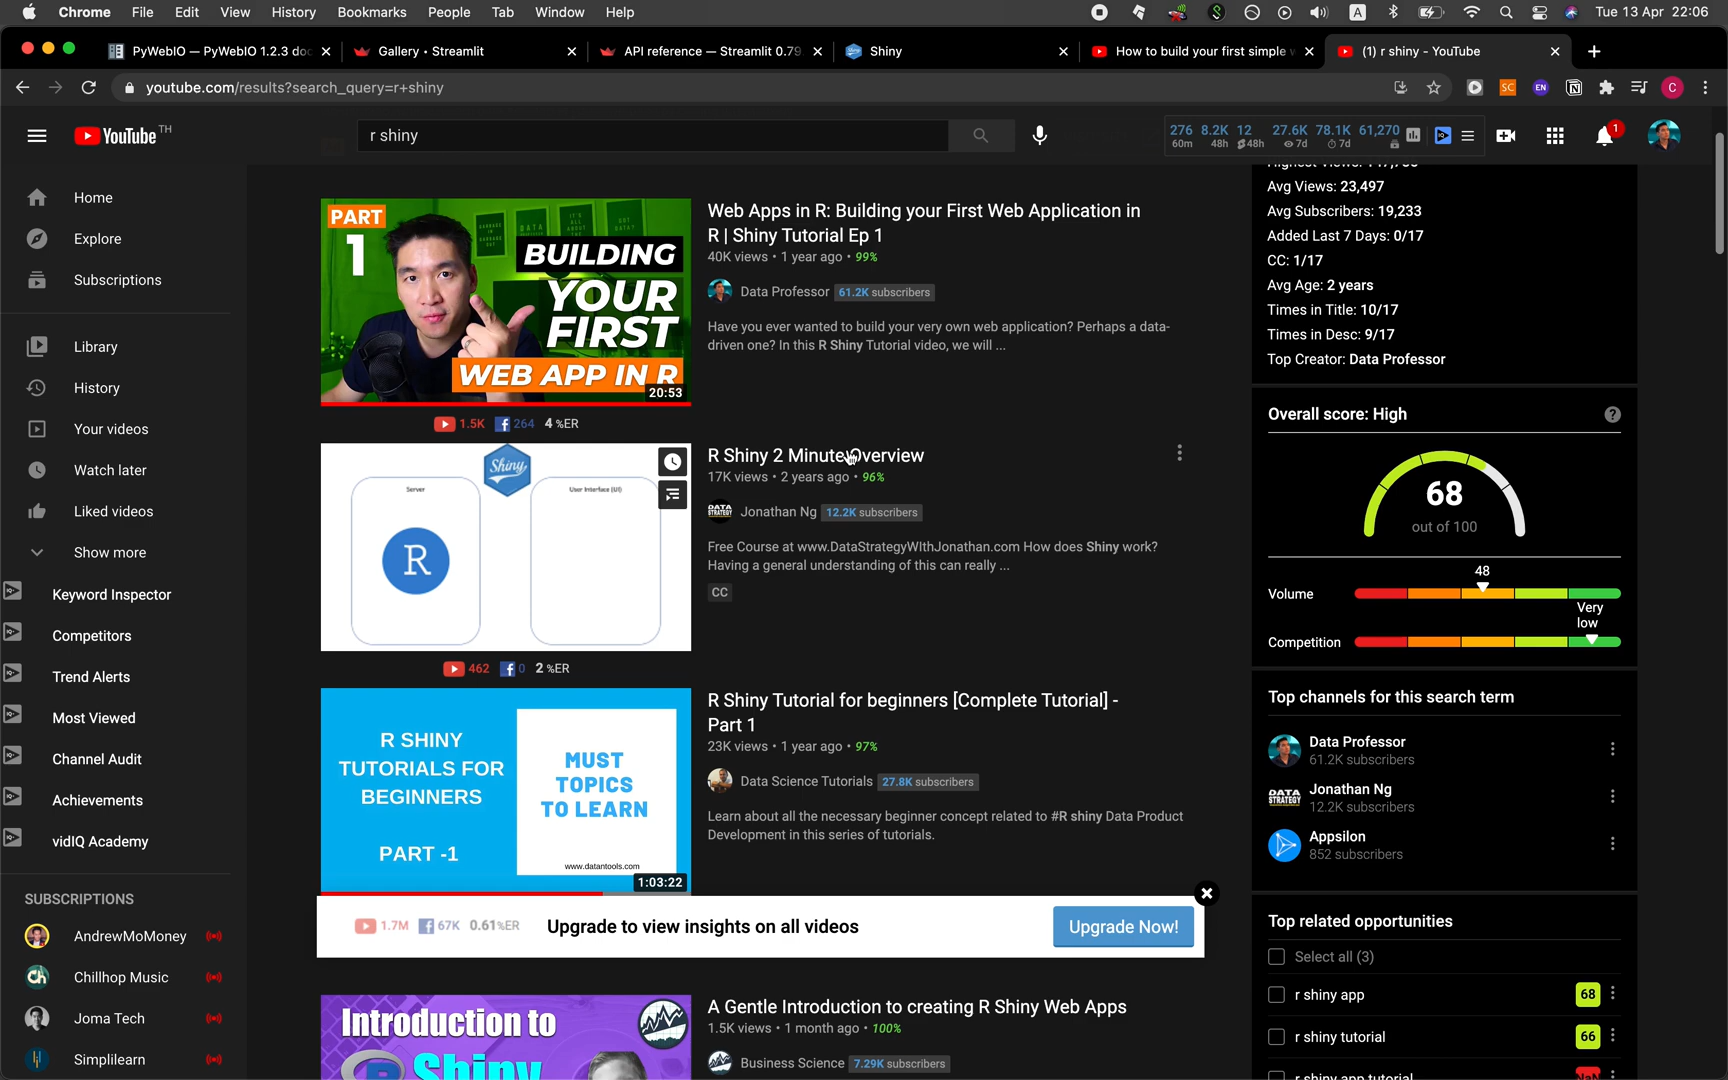 Chrome File Edit View History Bookmarks People Tab Window Help
A
Tue 13 Apr 22:06
PyWebIO — PyWebIO 1.2.3 doc
Gallery • Streamlit
API reference — Streamlit 0.79.
Shiny
How to build your first simple
(1) r shiny - YouTube
youtube.com/results?search_query=r+shiny
SC
EN
C
YouTube TH
r shiny
276 8.2K 12 27.6K 78.1K 61,270
60m 48h 48h 7d 7d
1
Home
Explore
Subscriptions
Library
History
Your videos
Watch later
Liked videos
Show more
Keyword Inspector
Competitors
Trend Alerts
Most Viewed
Channel Audit
Achievements
vidIQ Academy
SUBSCRIPTIONS
AndrewMoMoney
Chillhop Music
Joma Tech
Simplilearn
PART
1
BUILDING
YOUR
FIRST
WEB APP IN R
20:53
1.5K 264 4 %ER
Web Apps in R: Building your First Web Application in
R | Shiny Tutorial Ep 1
40K views • 1 year ago • 99%
Data Professor 61.2K subscribers
Have you ever wanted to build your very own web application? Perhaps a data-
driven one? In this R Shiny Tutorial video, we will ...
Shiny
Server
User Interface (UI)
R
462 0 2 %ER
R Shiny 2 Minute Overview
17K views • 2 years ago • 96%
DATA STRATEGY
Jonathan Ng 12.2K subscribers
Free Course at www.DataStrategyWIthJonathan.com How does Shiny work?
Having a general understanding of this can really ...
CC
R SHINY
TUTORIALS FOR
BEGINNERS
PART -1
MUST
TOPICS
TO LEARN
www.datantools.com
1:03:22
R Shiny Tutorial for beginners [Complete Tutorial] -
Part 1
23K views • 1 year ago • 97%
Data Science Tutorials 27.8K subscribers
Learn about all the necessary beginner concept related to #R shiny Data Product
Development in this series of tutorials.
1.7M 67K 0.61%ER
Upgrade to view insights on all videos
Upgrade Now!
Introduction to
Shiny
A Gentle Introduction to creating R Shiny Web Apps
1.5K views • 1 month ago • 100%
Business Science 7.29K subscribers
Avg Views: 23,497
Avg Subscribers: 19,233
Added Last 7 Days: 0/17
CC: 1/17
Avg Age: 2 years
Times in Title: 10/17
Times in Desc: 9/17
Top Creator: Data Professor
Overall score: High
68
out of 100
48
Volume
Very
low
Competition
Top channels for this search term
Data Professor
61.2K subscribers
DATA STRATEGY
Jonathan Ng
12.2K subscribers
Appsilon
852 subscribers
Top related opportunities
Select all (3)
r shiny app 68
r shiny tutorial 66
r shiny app tutorial NaN